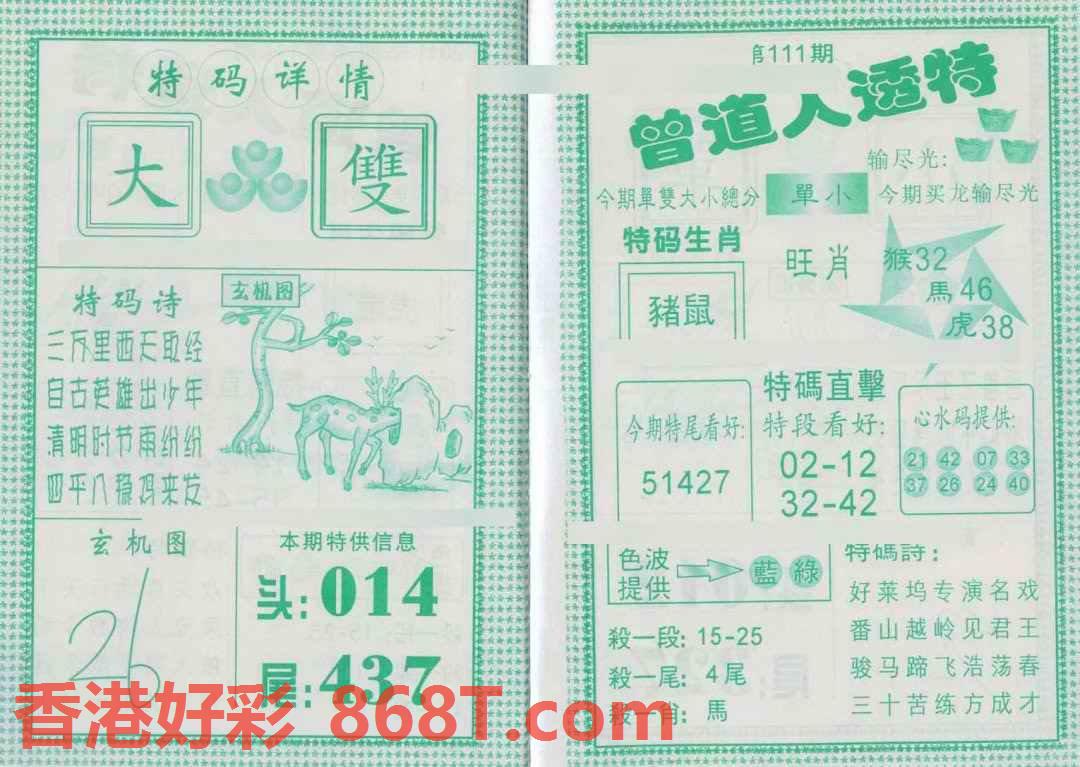 特码详情
大
雙
特码诗
三万里西天取经
自古英雄出少年
清明时节雨纷纷
四平八稳鸡来发
玄机图
玄机图
26
本期特供信息
头:014
尾:437
111期
曾道人透特
输尽光:
今期單雙大小總分
單小
今期买龙输尽光
特码生肖
豬鼠
旺肖
猴32
馬46
虎38
今期特尾看好:
51427
特碼直擊
特段看好:
02-12
32-42
心水码提供:
21 42 07 33
37 26 24 40
色波
提供
藍 綠
殺一段: 15-25
殺一尾: 4尾
殺一肖: 馬
特碼詩:
好莱坞专演名戏
番山越岭见君王
骏马蹄飞浩荡春
三十苦练方成才
香港好彩 868T.com